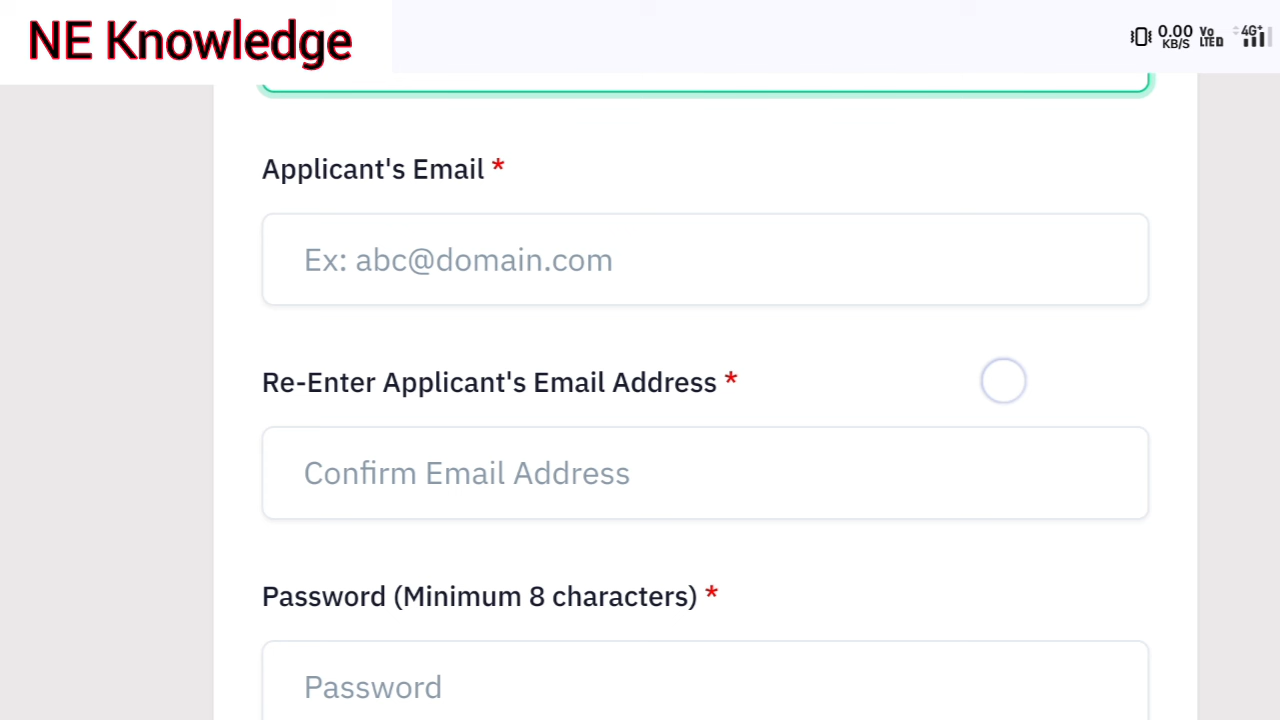 NE Knowledge
0.00
KB/S
Vo
LTE
4G+
Applicant's Email *
Ex: abc@domain.com
Re-Enter Applicant's Email Address *
Confirm Email Address
Password (Minimum 8 characters) *
Password